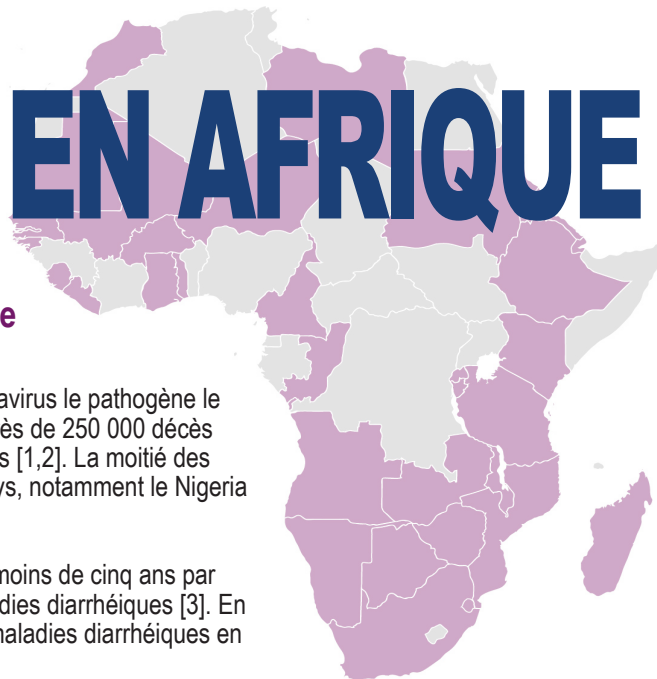 EN AFRIQUE
e
avirus le pathogène le
ès de 250 000 décès
s [1,2]. La moitié des
ys, notamment le Nigeria
moins de cinq ans par
dies diarrhéiques [3]. En
naladies diarrhéiques en